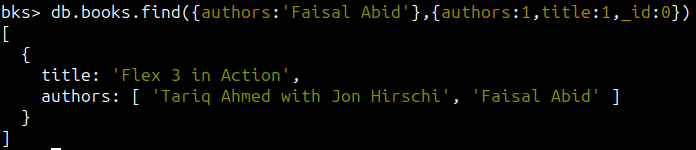 bks> db.books.find({authors:'Faisal Abid'},{authors:1,title:1,_id:0})
[
  {
    title: 'Flex 3 in Action',
    authors: [ 'Tariq Ahmed with Jon Hirschi', 'Faisal Abid' ]
  }
]